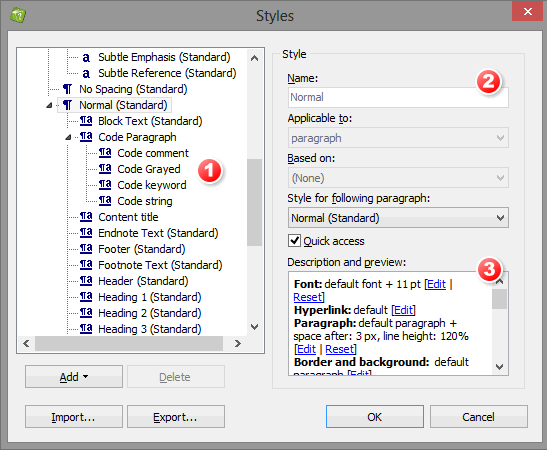 Styles
a Subtle Emphasis (Standard)
a Subtle Reference (Standard)
¶ No Spacing (Standard)
¶ Normal (Standard)
¶a Block Text (Standard)
¶a Code Paragraph
¶a Code comment
¶a Code Grayed
¶a Code keyword
¶a Code string
¶a Content title
¶a Endnote Text (Standard)
¶a Footer (Standard)
¶a Footnote Text (Standard)
¶a Header (Standard)
¶a Heading 1 (Standard)
¶a Heading 2 (Standard)
¶a Heading 3 (Standard)
1
Add
Delete
Import...
Export...
Style
Name:
2
Normal
Applicable to:
paragraph
Based on:
(None)
Style for following paragraph:
Normal (Standard)
Quick access
Description and preview:
3
Font: default font + 11 pt [Edit |
Reset]
Hyperlink: default [Edit]
Paragraph: default paragraph +
space after: 3 px, line height: 120%
[Edit | Reset]
Border and background: default
paragraph [Edit]
OK
Cancel